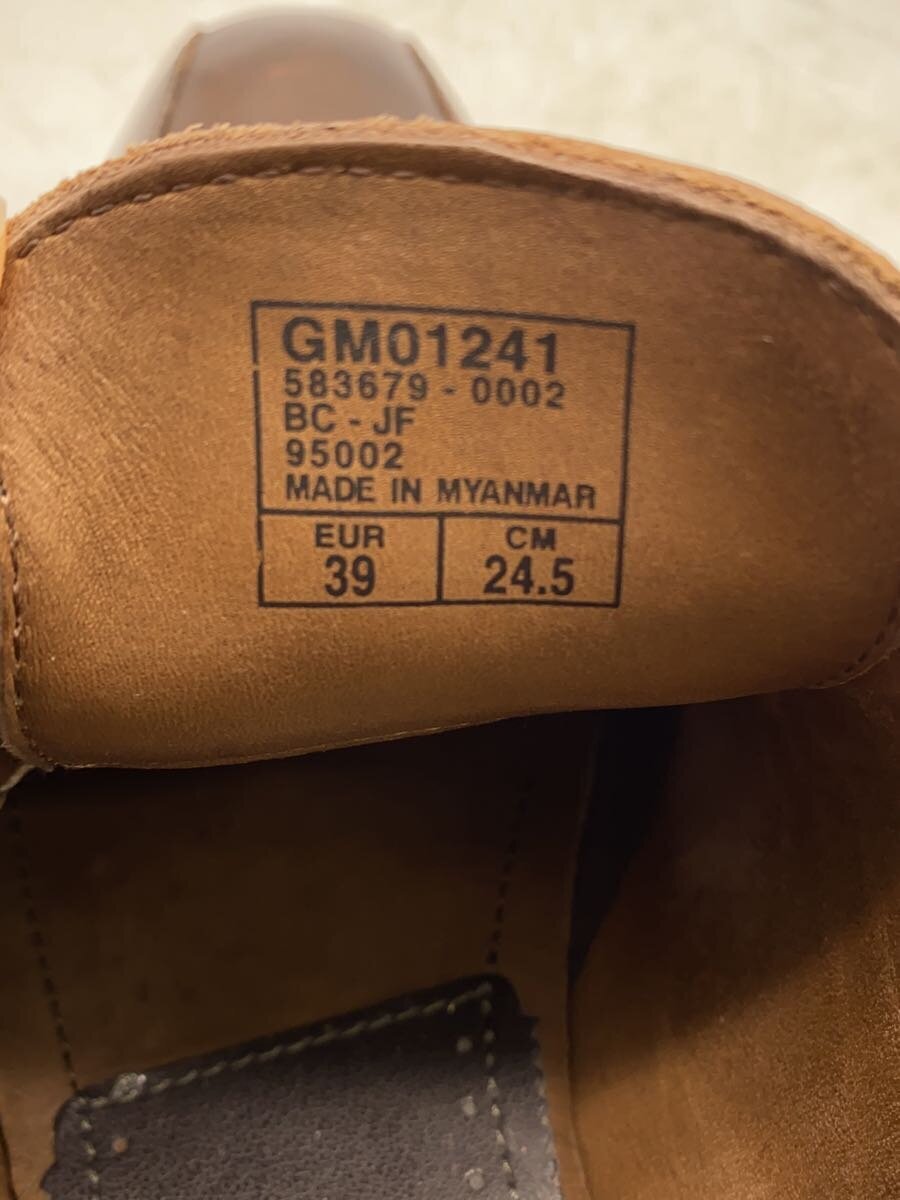 GM01241
583679 - 0002
BC - JF
95002
MADE IN MYANMAR
EUR CM
39 24.5